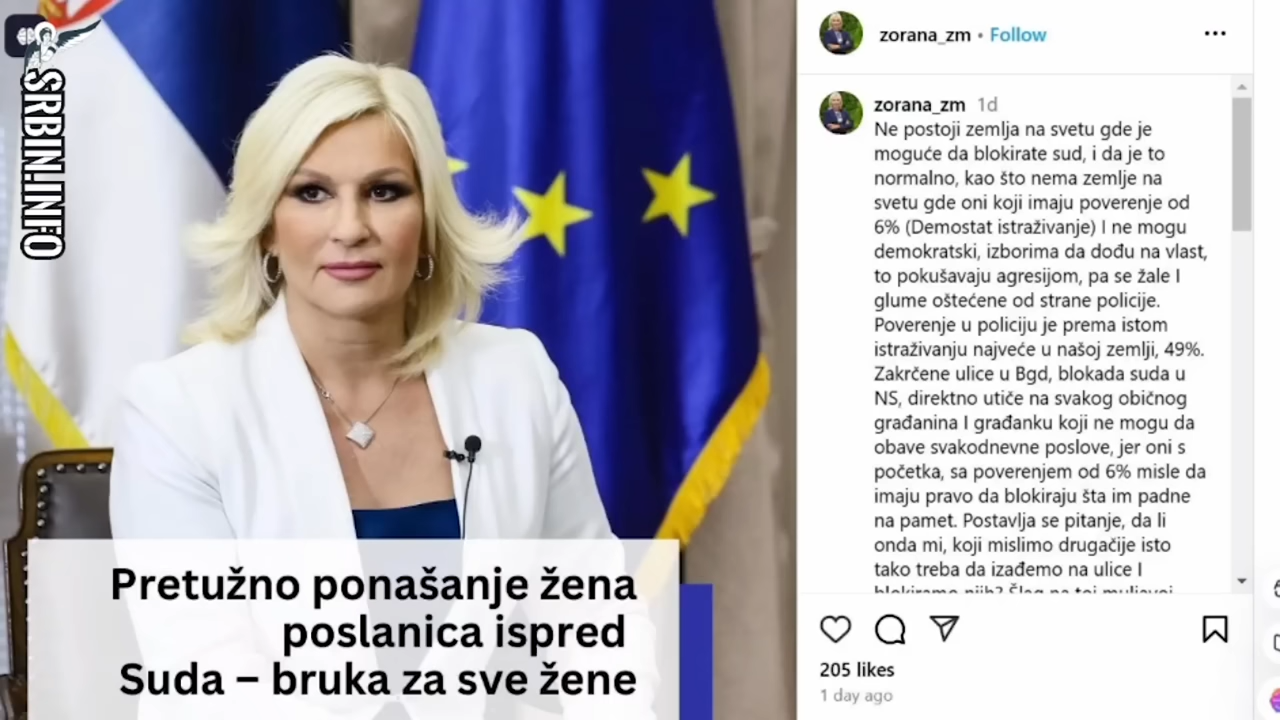 SRBIN.INFO
Pretužno ponašanje žena
poslanica ispred
Suda – bruka za sve žene
zorana_zm • Follow
zorana_zm 1d
Ne postoji zemlja na svetu gde je
moguće da blokirate sud, i da je to
normalno, kao što nema zemlje na
svetu gde oni koji imaju poverenje od
6% (Demostat istraživanje) I ne mogu
demokratski, izborima da dođu na vlast,
to pokušavaju agresijom, pa se žale I
glume oštećene od strane policije.
Poverenje u policiju je prema istom
istraživanju najveće u našoj zemlji, 49%.
Zakrčene ulice u Bgd, blokada suda u
NS, direktno utiče na svakog običnog
građanina I građanku koji ne mogu da
obave svakodnevne poslove, jer oni s
početka, sa poverenjem od 6% misle da
imaju pravo da blokiraju šta im padne
na pamet. Postavlja se pitanje, da li
onda mi, koji mislimo drugačije isto
tako treba da izađemo na ulice I
205 likes
1 day ago